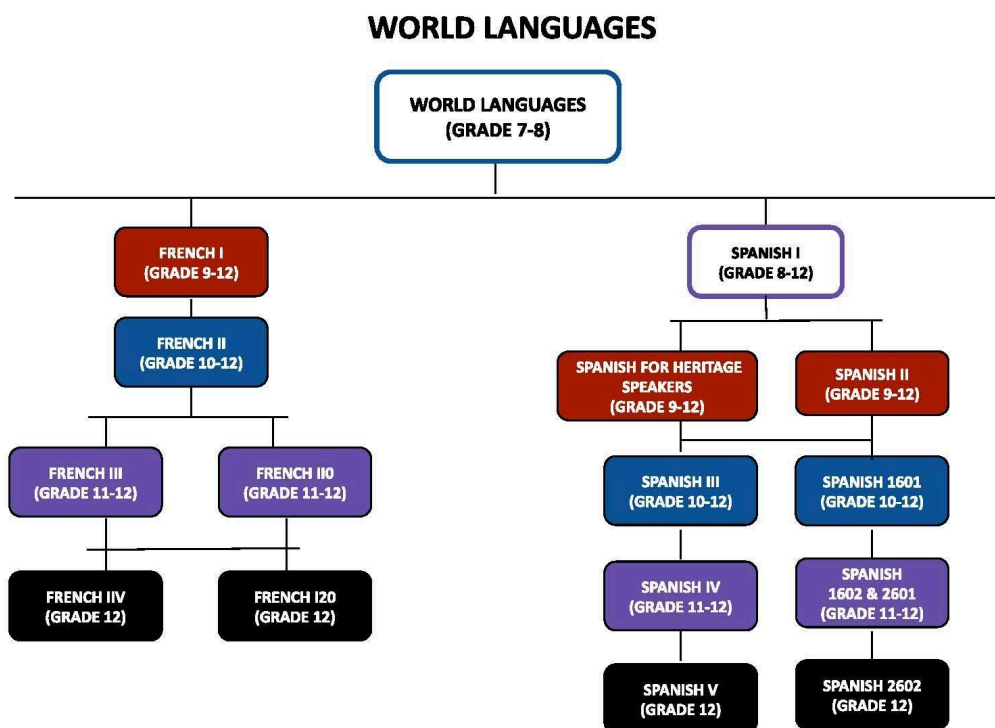 WORLD LANGUAGES
WORLD LANGUAGES
(GRADE 7-8)
FRENCH I
(GRADE 9-12)
SPANISH I
(GRADE 8-12)
FRENCH II
(GRADE 10-12)
SPANISH FOR HERITAGE
SPEAKERS
(GRADE 9-12)
SPANISH II
(GRADE 9-12)
FRENCH III
(GRADE 11-12)
FRENCH II0
(GRADE 11-12)
SPANISH III
(GRADE 10-12)
SPANISH 1601
(GRADE 10-12)
FRENCH IIV
(GRADE 12)
FRENCH I20
(GRADE 12)
SPANISH IV
(GRADE 11-12)
SPANISH
1602 & 2601
(GRADE 11-12)
SPANISH V
(GRADE 12)
SPANISH 2602
(GRADE 12)